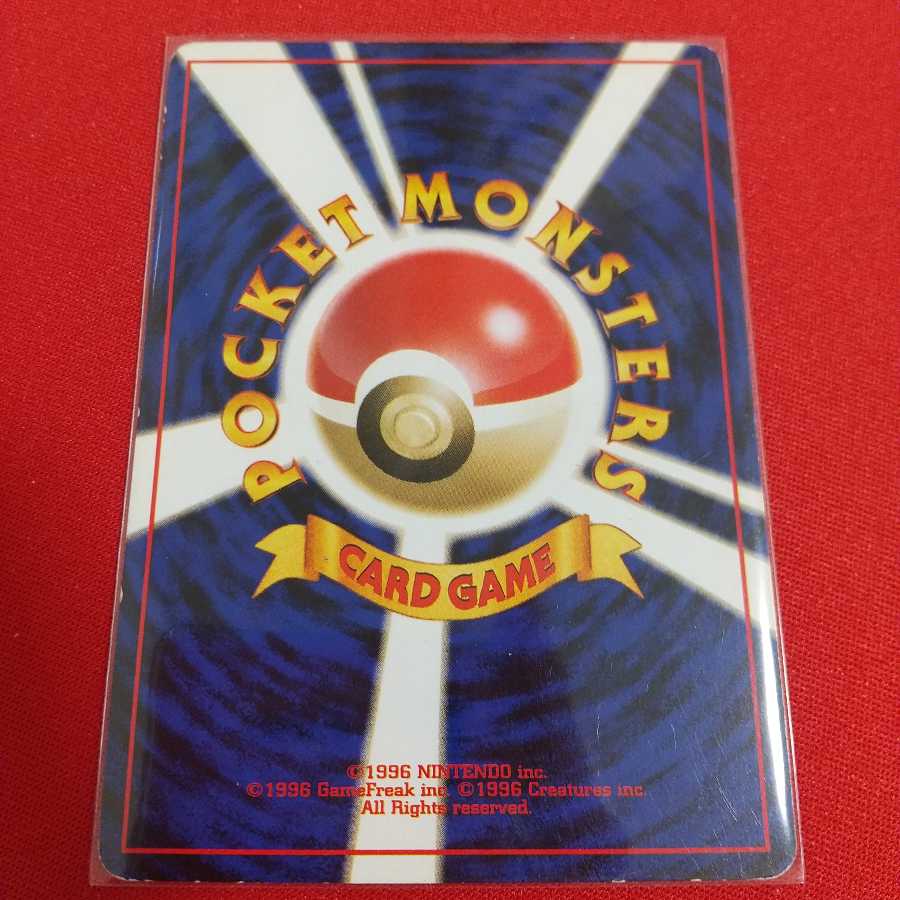 POCKET MONSTERS
CARD GAME
©1996 NINTENDO inc.
©1996 GameFreak inc. ©1996 Creatures inc.
All Rights reserved.